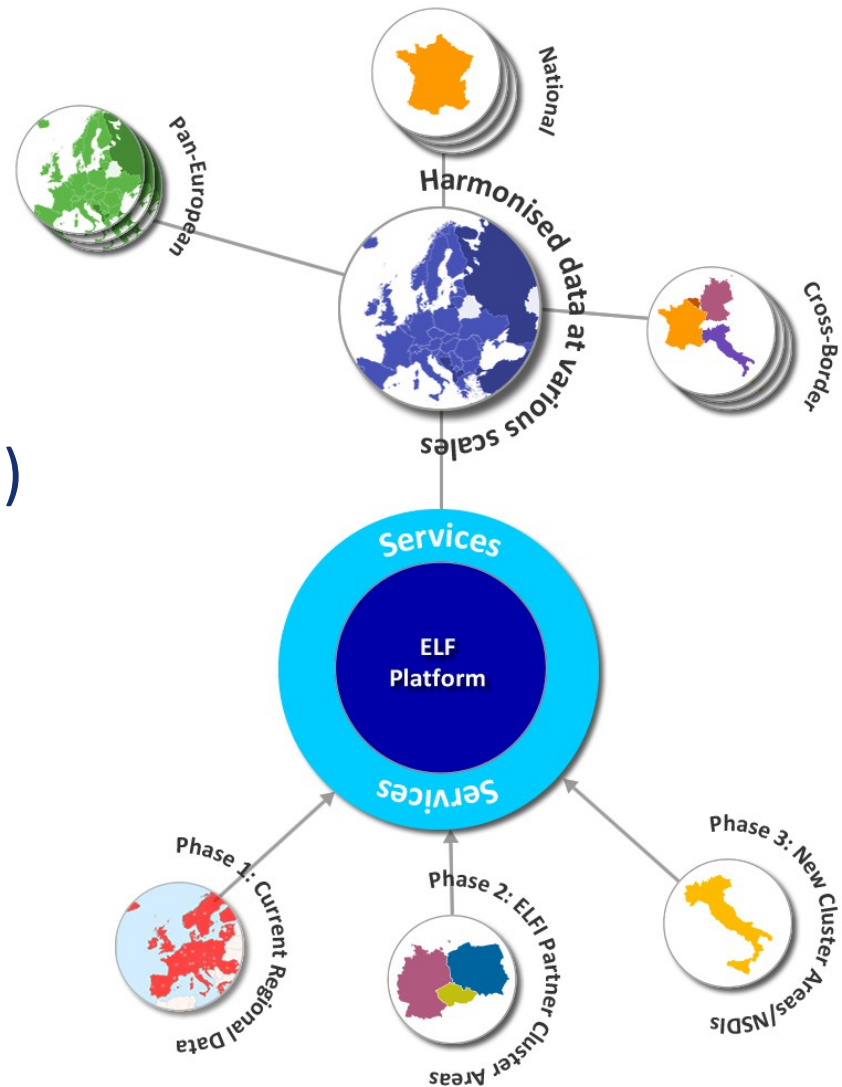 National
Pan-European
Harmonised data at various scales
Cross-Border
)
Services
ELF
Platform
Services
Phase 1: Current Regional Data
Phase 2: ELFI Partner Cluster Areas
Phase 3: New Cluster Areas/NSDIs